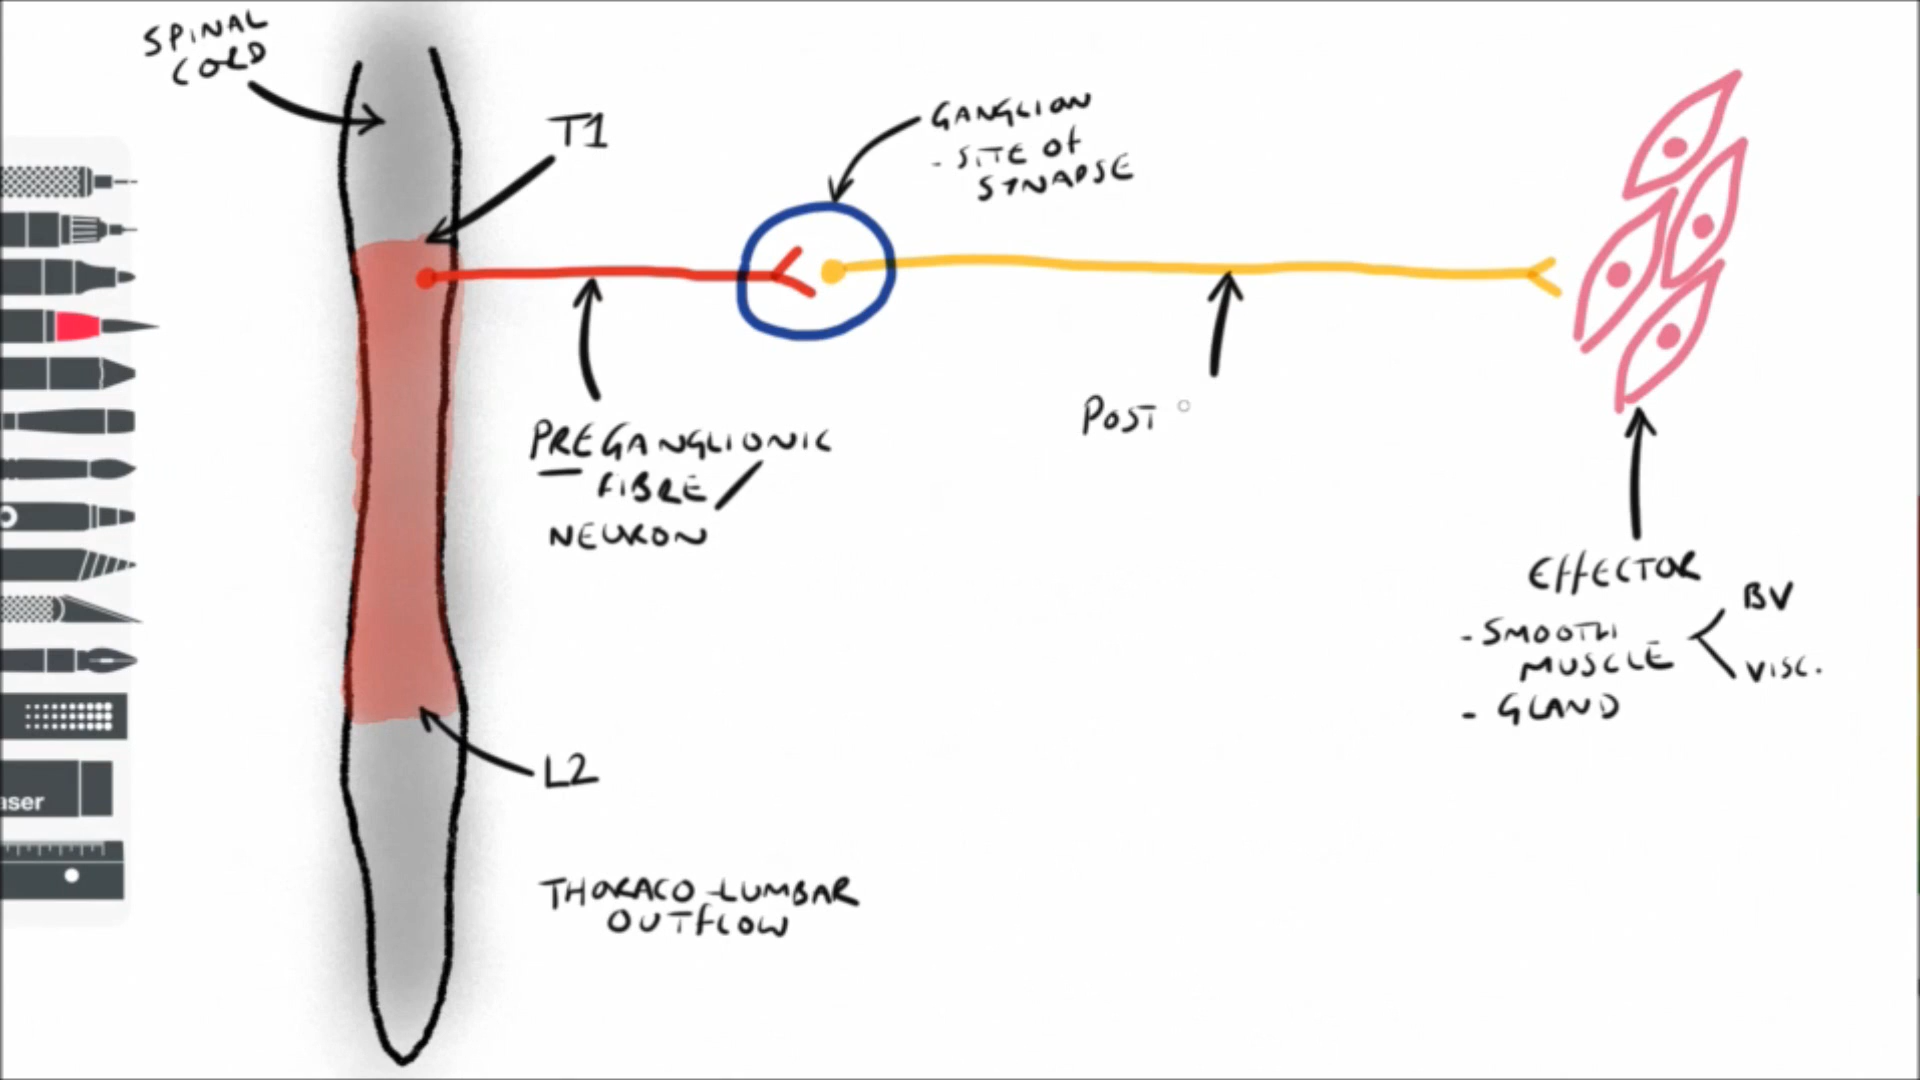 SPINAL
CORD
T1
GANGLION
- SITE OF
SYNAPSE
PREGANGLIONIC
FIBRE /
NEURON
POST
EFFECTOR
- SMOOTH
MUSCLE
BV
VISC.
- GLAND
L2
THORACO-LUMBAR
OUTFLOW
aser